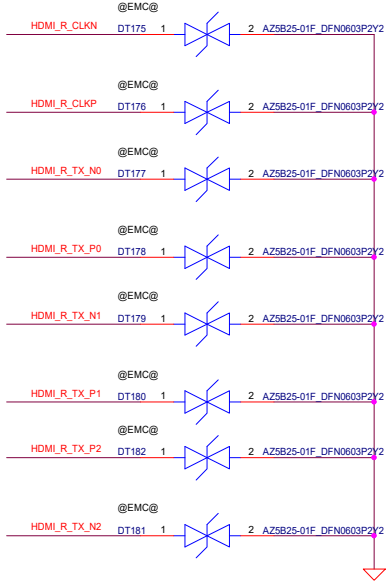 @EMC@
HDMI_R_CLKN DT175 1 2 AZ5B25-01F_DFN0603P2Y2
@EMC@
HDMI_R_CLKP DT176 1 2 AZ5B25-01F_DFN0603P2Y2
@EMC@
HDMI_R_TX_N0 DT177 1 2 AZ5B25-01F_DFN0603P2Y2
@EMC@
HDMI_R_TX_P0 DT178 1 2 AZ5B25-01F_DFN0603P2Y2
@EMC@
HDMI_R_TX_N1 DT179 1 2 AZ5B25-01F_DFN0603P2Y2
@EMC@
HDMI_R_TX_P1 DT180 1 2 AZ5B25-01F_DFN0603P2Y2
@EMC@
HDMI_R_TX_P2 DT182 1 2 AZ5B25-01F_DFN0603P2Y2
@EMC@
HDMI_R_TX_N2 DT181 1 2 AZ5B25-01F_DFN0603P2Y2